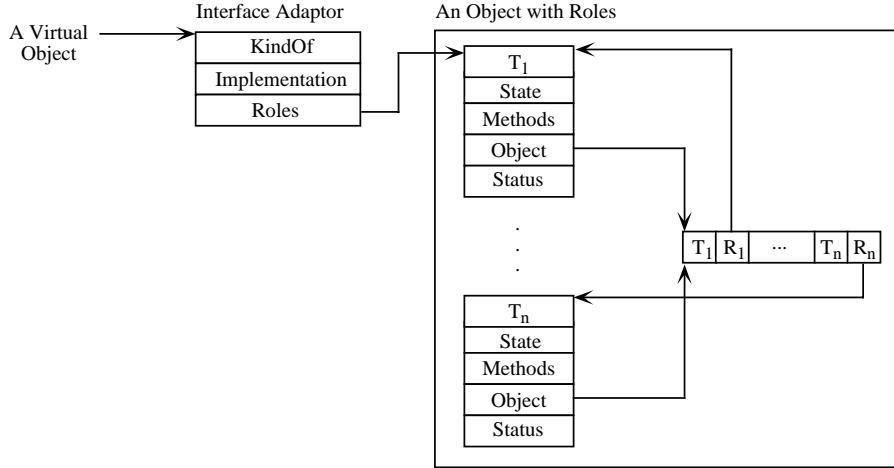 Interface Adaptor
An Object with Roles
A Virtual
Object
KindOf
Implementation
Roles
T1
State
Methods
Object
Status
.
.
.
T1 R1 ... Tn Rn
Tn
State
Methods
Object
Status